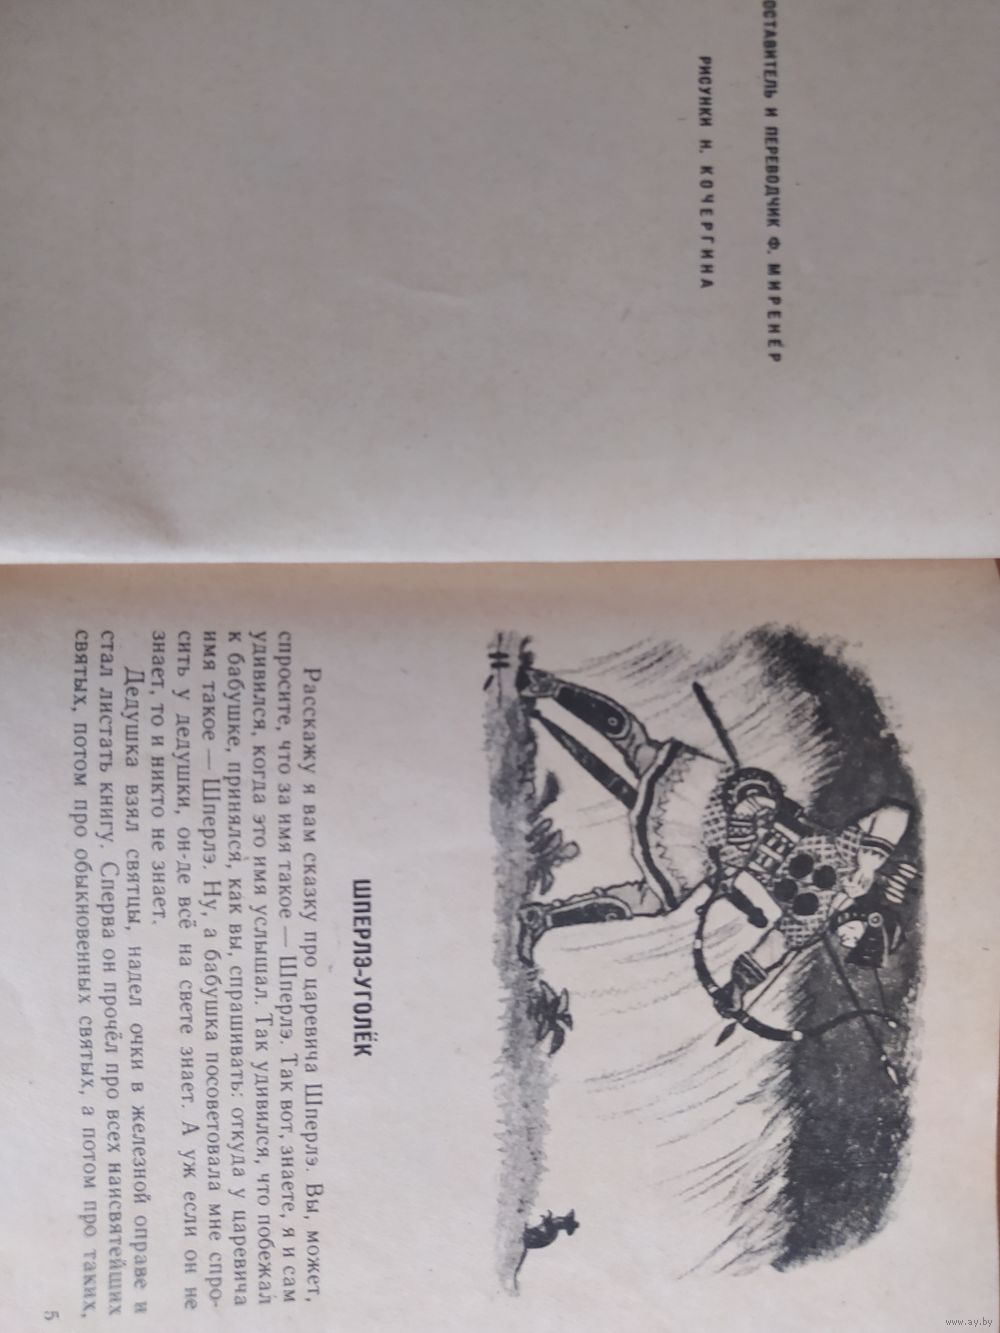 ОСТАВИТЕЛЬ И ПЕРЕВОДЧИК Ф. МИРЕНЕР
РИСУНКИ Н. КОЧЕРГИНА
ШПЕРЛЭ-УГОЛЁК
Расскажу я вам сказку про царевича Шперлэ. Вы, может,
спросите, что за имя такое — Шперлэ. Так вот, знаете, я и сам
удивился, когда это имя услышал. Так удивился, что побежал
к бабушке, принялся, как вы, спрашивать: откуда у царевича
имя такое — Шперлэ. Ну, а бабушка посоветовала мне спро-
сить у дедушки, он-де всё на свете знает. А уж если он не
знает, то и никто не знает.
Дедушка взял святцы, надел очки в железной оправе и
стал листать книгу. Сперва он прочёл про всех наисвятейших
святых, потом про обыкновенных святых, а потом про таких,
5
www.ay.by